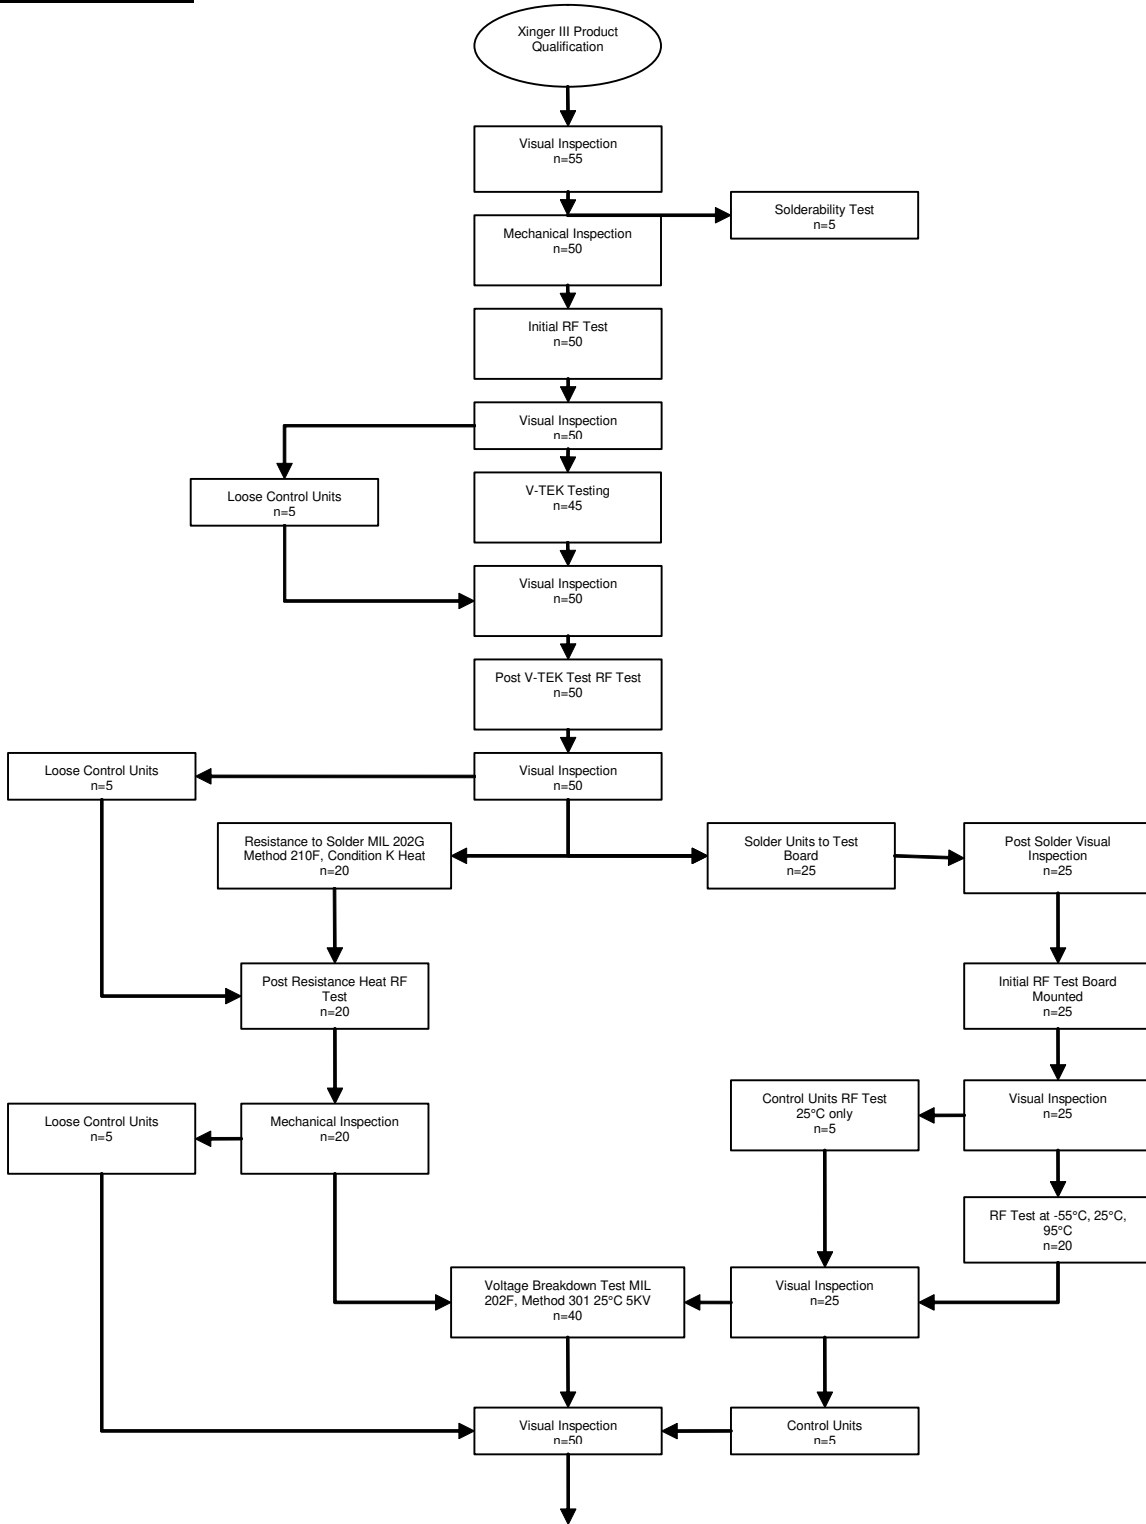 Xinger III Product
Qualification
Visual Inspection
n=55
Solderability Test
n=5
Mechanical Inspection
n=50
Initial RF Test
n=50
Visual Inspection
n=50
Loose Control Units
n=5
V-TEK Testing
n=45
Visual Inspection
n=50
Post V-TEK Test RF Test
n=50
Loose Control Units
n=5
Visual Inspection
n=50
Resistance to Solder MIL 202G
Method 210F, Condition K Heat
n=20
Solder Units to Test
Board
n=25
Post Solder Visual
Inspection
n=25
Post Resistance Heat RF
Test
n=20
Initial RF Test Board
Mounted
n=25
Loose Control Units
n=5
Mechanical Inspection
n=20
Control Units RF Test
25°C only
n=5
Visual Inspection
n=25
RF Test at -55°C, 25°C,
95°C
n=20
Voltage Breakdown Test MIL
202F, Method 301 25°C 5KV
n=40
Visual Inspection
n=25
Visual Inspection
n=50
Control Units
n=5